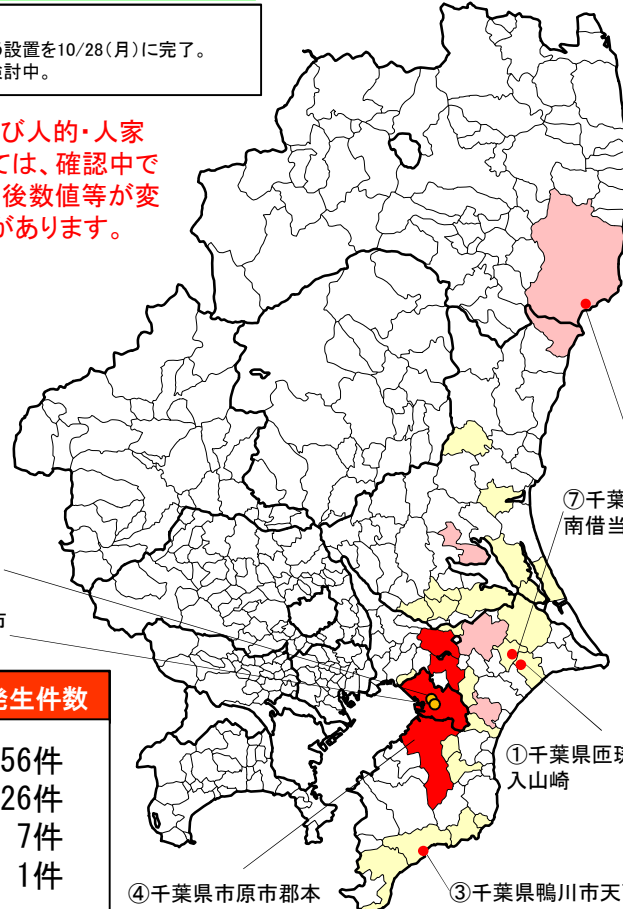 設置を10/28(月)に完了。
検討中。
び人的・人家
ては、確認中で
後数値等が変
があります。
⑦千葉
南借当
市
発生件数
56件
26件
7件
1件
①千葉県匝瑳
入山崎
④千葉県市原市郡本
③千葉県鴨川市天